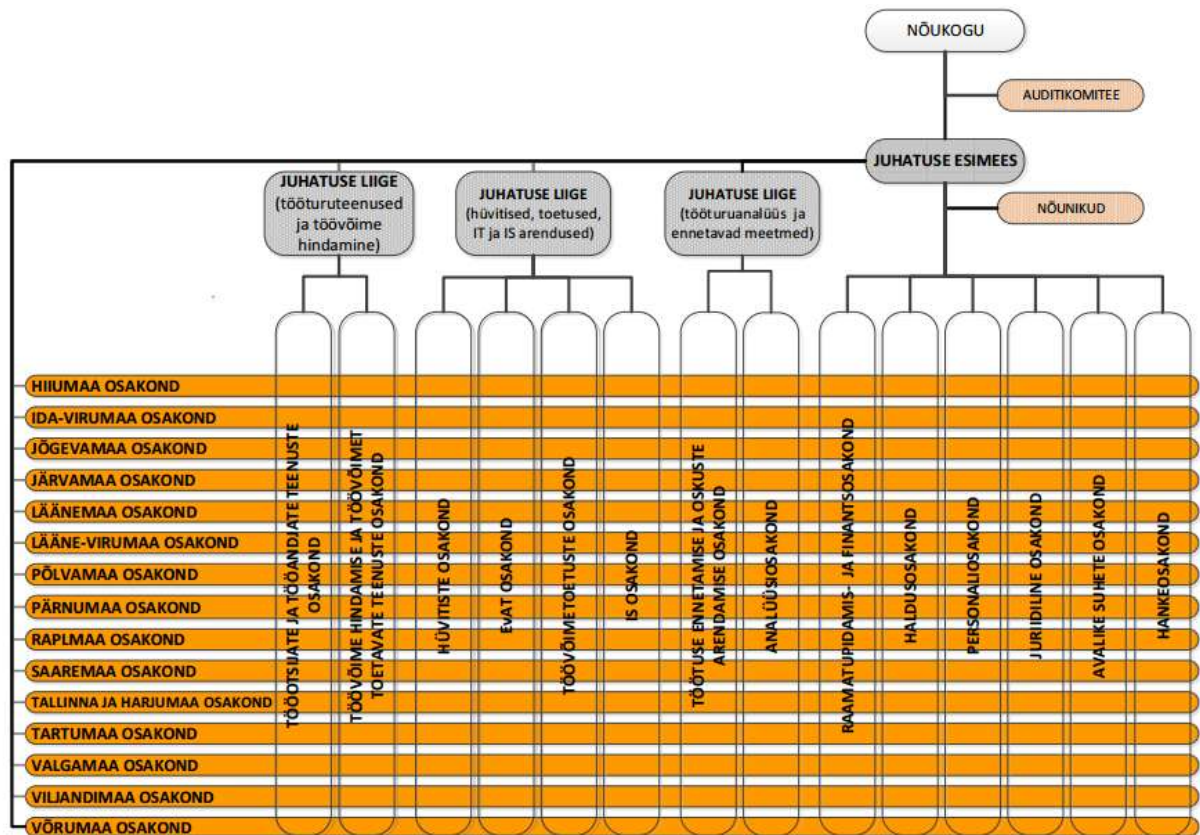 NÕUKOGU
AUDITIKOMITEE
JUHATUSE ESIMEES
NÕUNIKUD
JUHATUSE LIIGE
(tööturuteenused
ja töövõime
hindamine)
JUHATUSE LIIGE
(hüvitised, toetused,
IT ja IS arendused)
JUHATUSE LIIGE
(tööturuanalüüs ja
ennetavad meetmed)
HIIUMAA OSAKOND
IDA-VIRUMAA OSAKOND
JÕGEVAMAA OSAKOND
JÄRVAMAA OSAKOND
LÄÄNEMAA OSAKOND
LÄÄNE-VIRUMAA OSAKOND
PÕLVAMAA OSAKOND
PÄRNUMAA OSAKOND
RAPLMAA OSAKOND
SAAREMAA OSAKOND
TALLINNA JA HARJUMAA OSAKOND
TARTUMAA OSAKOND
VALGAMAA OSAKOND
VILJANDIMAA OSAKOND
VÕRUMAA OSAKOND
TÖÖOTSIJATE JA TÖÖANDJATE TEENUSTE
OSAKOND
TÖÖVÕIME HINDAMISE JA TÖÖVÕIMET
TOETAVATE TEENUSTE OSAKOND
HÜVITISTE OSAKOND
EvAT OSAKOND
TÖÖVÕIMETOETUSTE OSAKOND
IS OSAKOND
TÖÖTUSE ENNETAMISE JA OSKUSTE
ARENDAMISE OSAKOND
ANALÜÜSIOSAKOND
RAAMATUPIDAMIS- JA FINANTSOSAKOND
HALDUSOSAKOND
PERSONALIOSAKOND
JURIIDILINE OSAKOND
AVALIKE SUHETE OSAKOND
HANKEOSAKOND